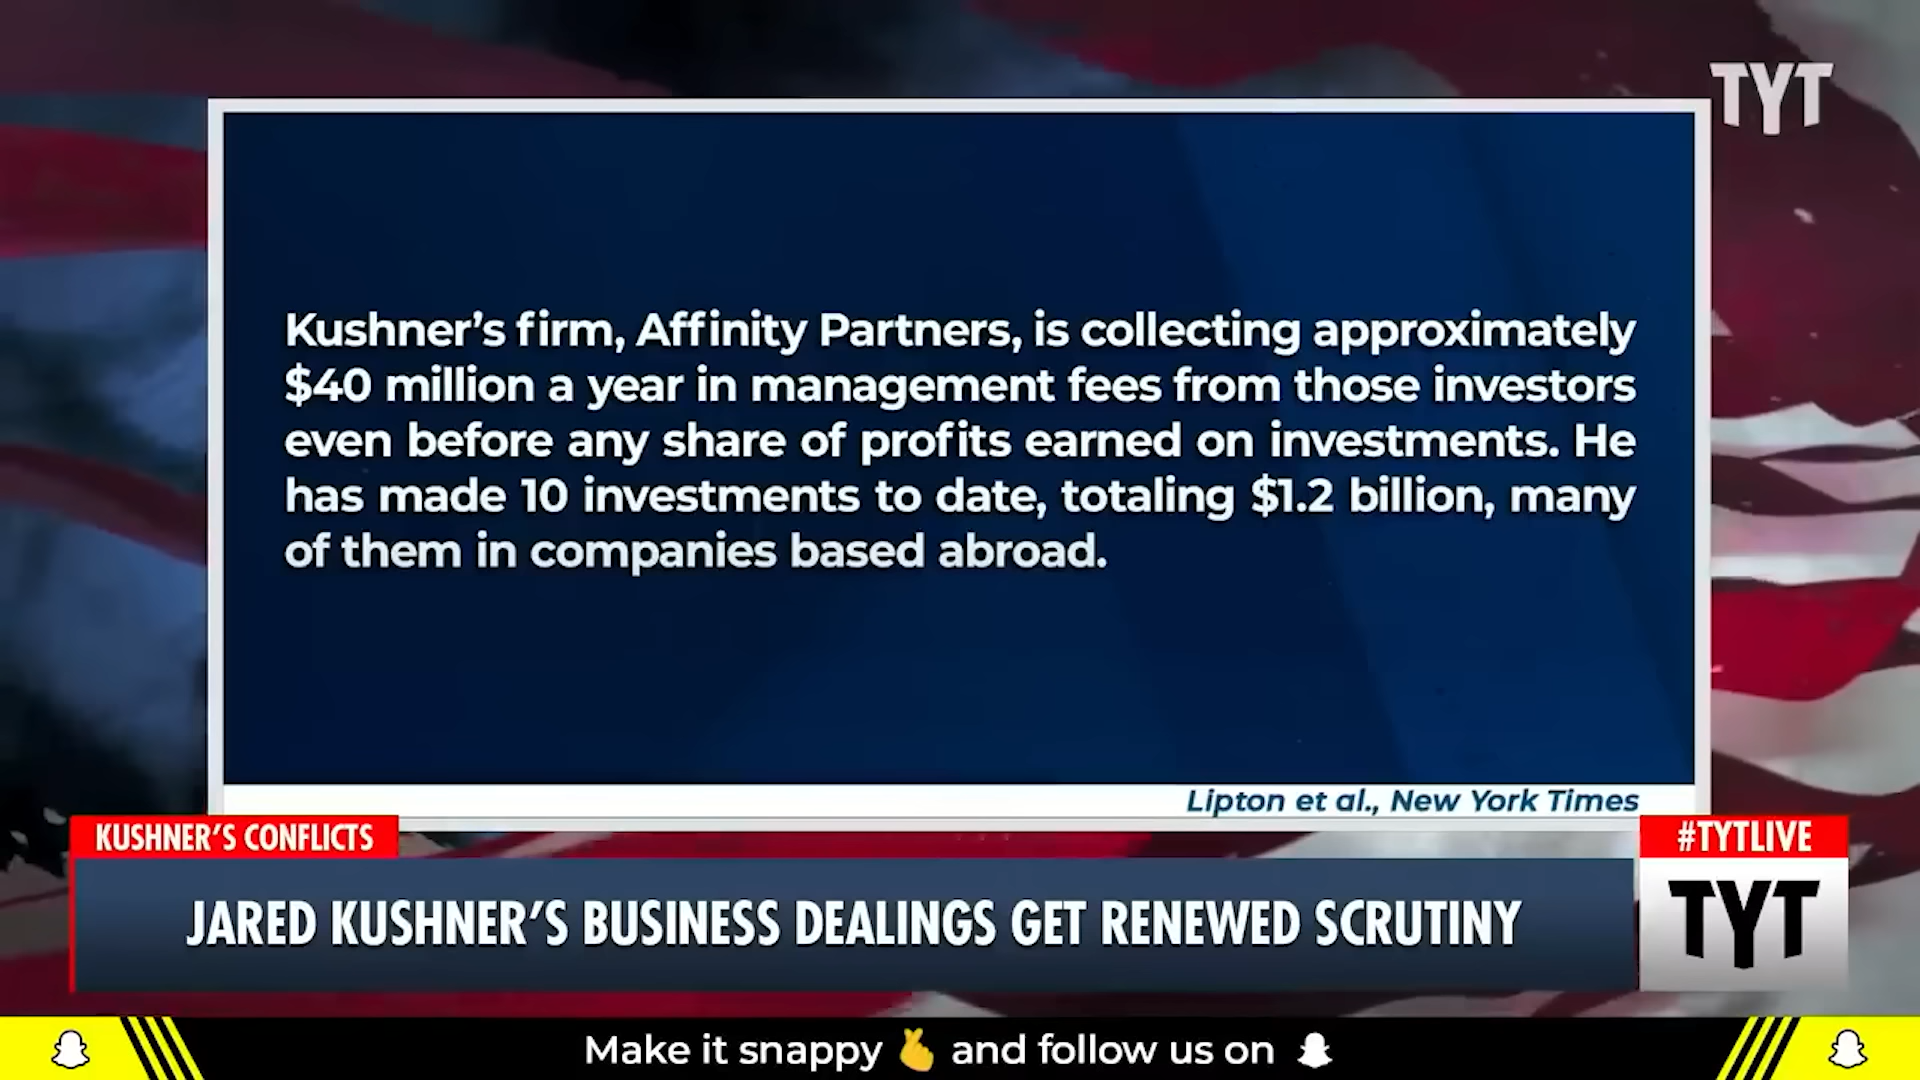 TYT
Kushner's firm, Affinity Partners, is collecting approximately
$40 million a year in management fees from those investors
even before any share of profits earned on investments. He
has made 10 investments to date, totaling $1.2 billion, many
of them in companies based abroad.
Lipton et al., New York Times
KUSHNER'S CONFLICTS
#TYTLIVE
JARED KUSHNER'S BUSINESS DEALINGS GET RENEWED SCRUTINY
TYT
Make it snappy 🫰 and follow us on